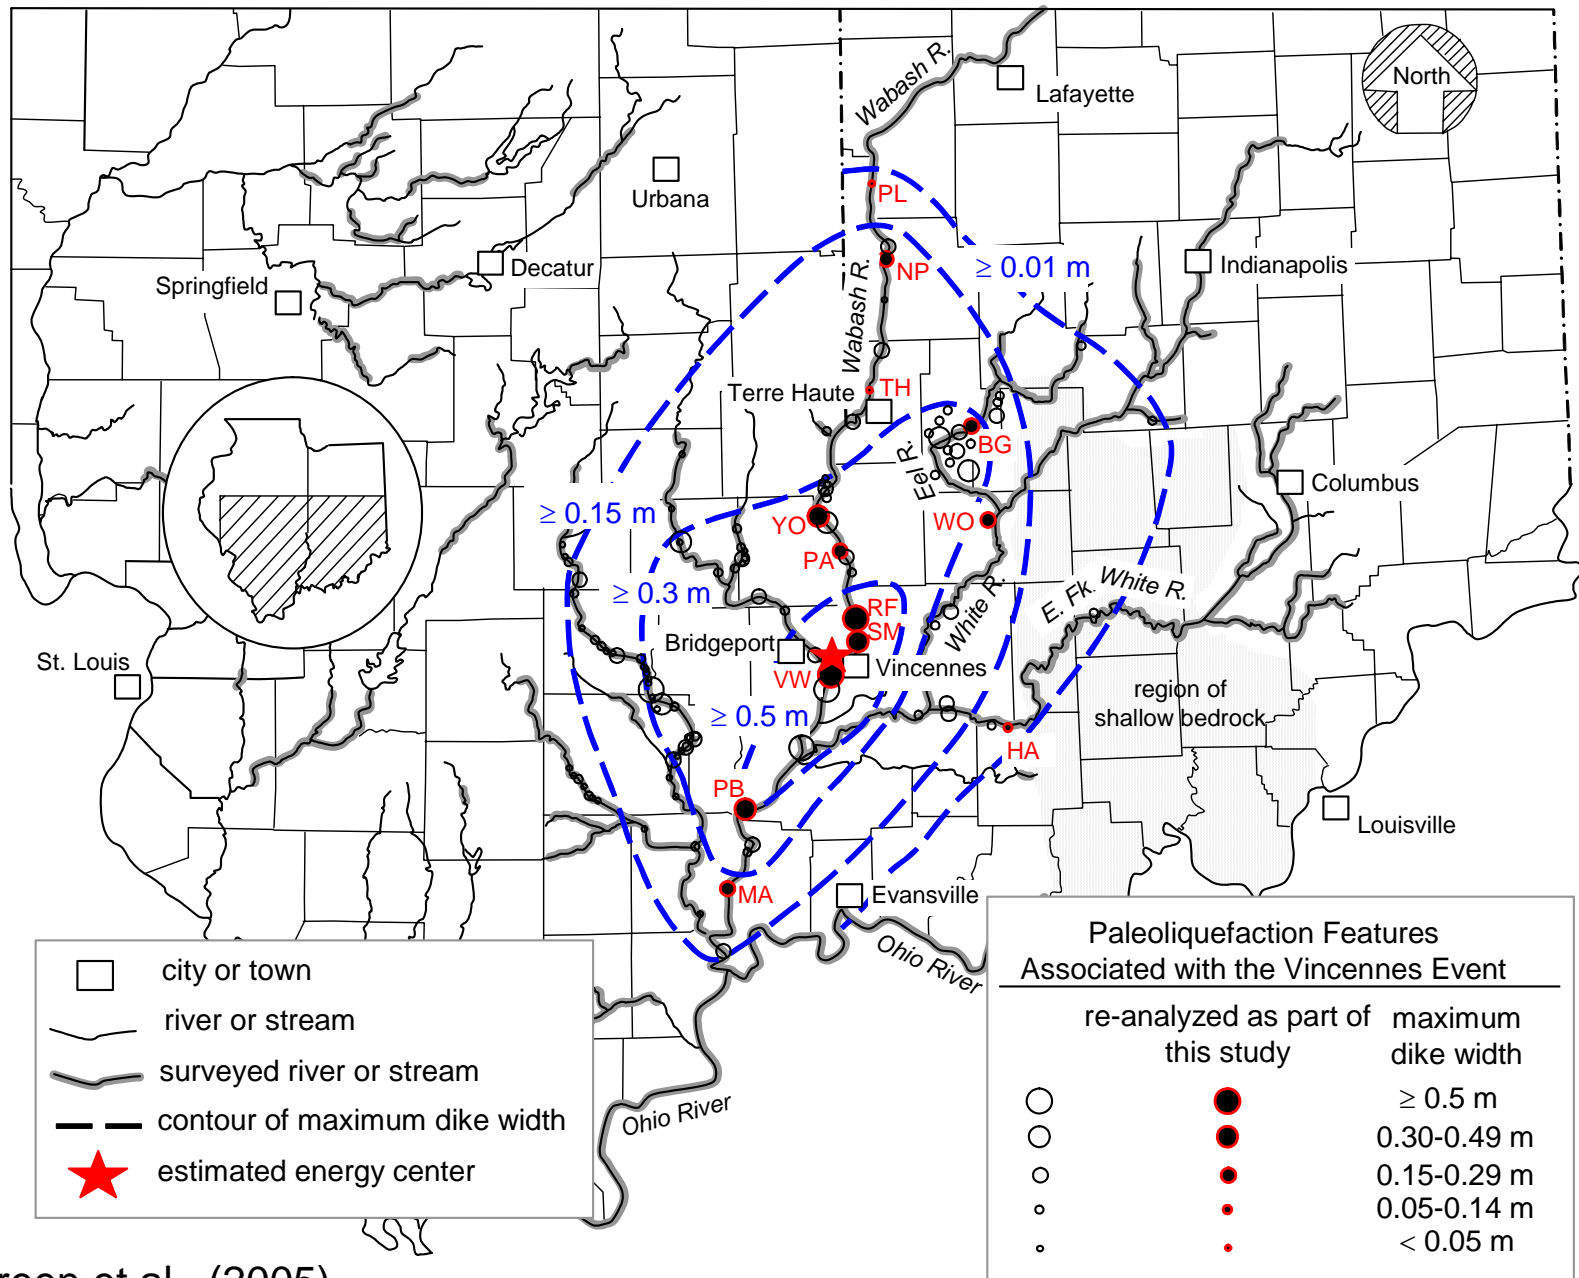 Wabash R.
Lafayette
North
Urbana
PL
Decatur
Springfield
NP
≥ 0.01 m
Indianapolis
Wabash R.
Terre Haute
TH
BG
Eel R.
Columbus
≥ 0.15 m
YO
WO
PA
≥ 0.3 m
RF
SM
White R.
E. Fk. White R.
Bridgeport
St. Louis
VW
Vincennes
region of
shallow bedrock
≥ 0.5 m
HA
PB
Louisville
MA
Evansville
Ohio River
Ohio River
city or town
river or stream
surveyed river or stream
contour of maximum dike width
estimated energy center
Paleoliquefaction Features
Associated with the Vincennes Event
re-analyzed as part of
this study
maximum
dike width
≥ 0.5 m
0.30-0.49 m
0.15-0.29 m
0.05-0.14 m
< 0.05 m
et al. (2005)